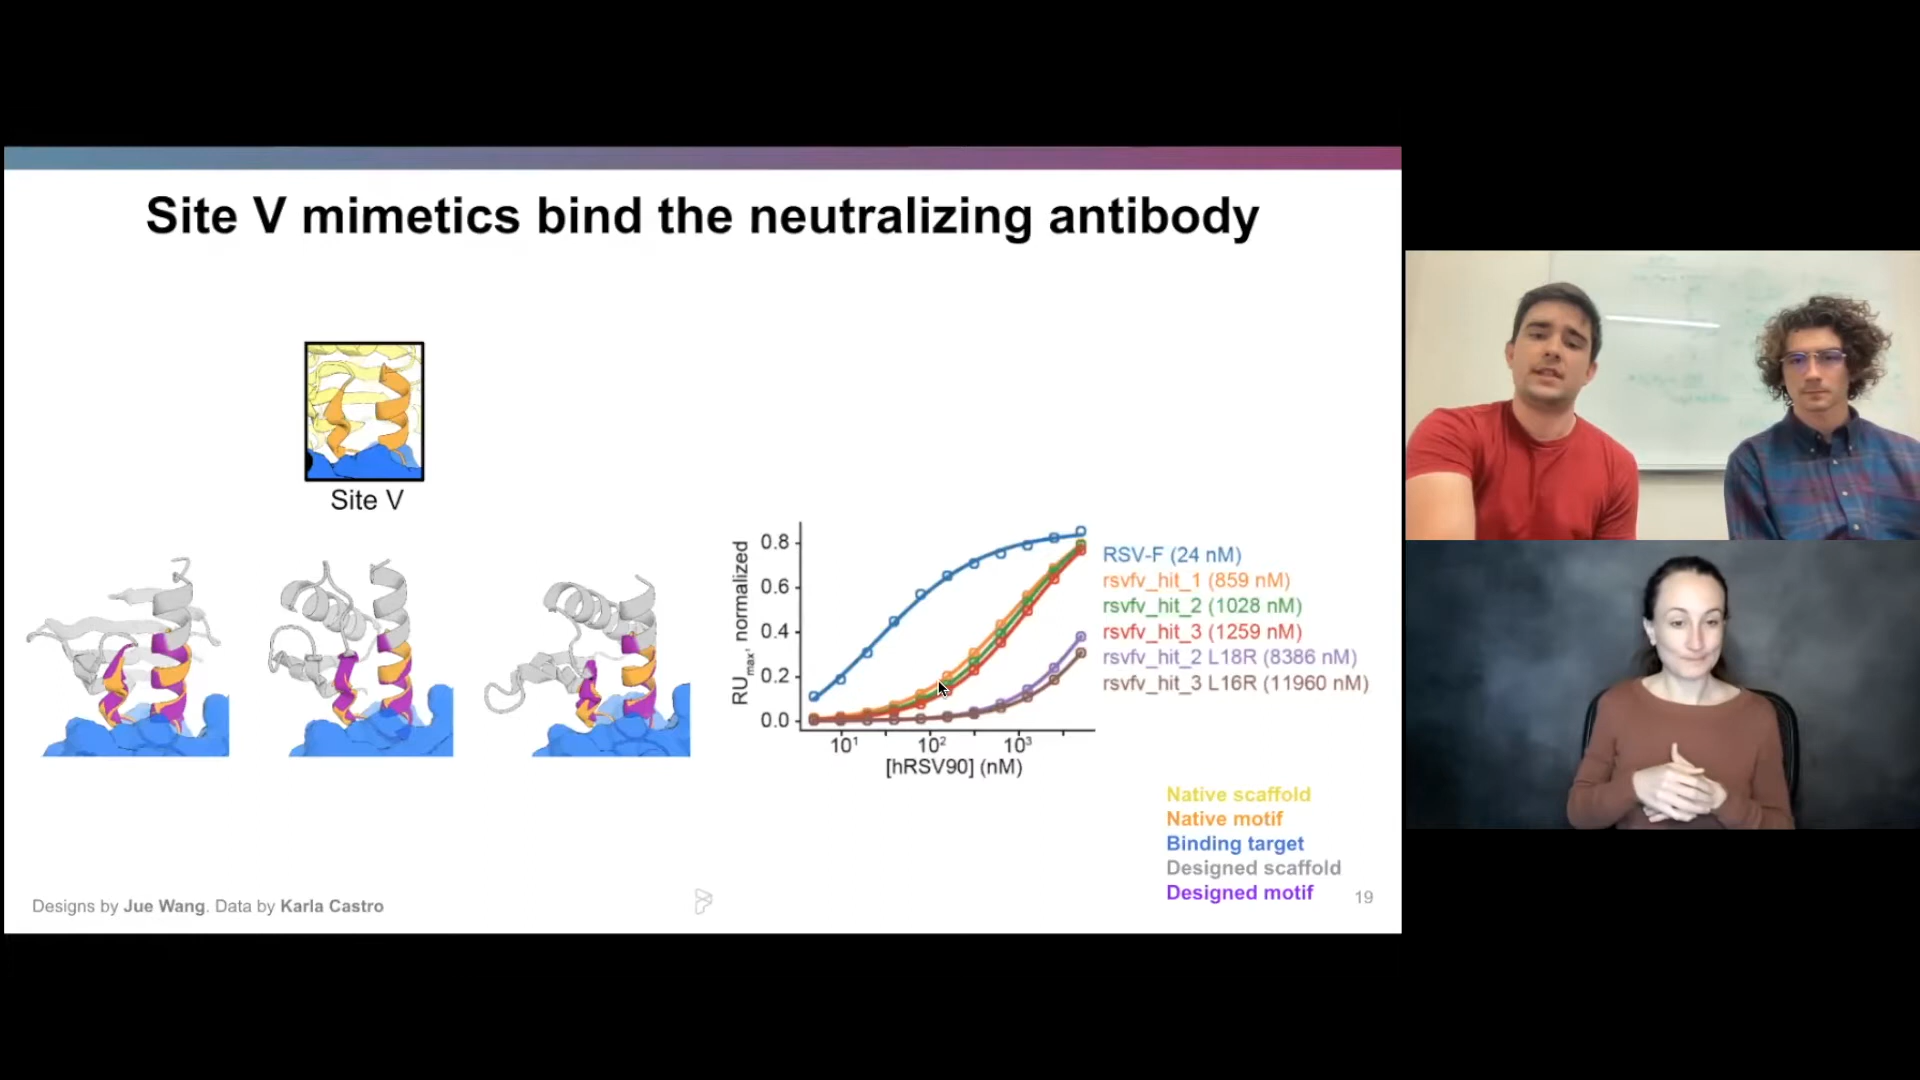 Site V mimetics bind the neutralizing antibody
Site V
RU max, normalized
0.8
0.6
0.4
0.2
0.0
10¹
10²
10³
[hRSV90] (nM)
RSV-F (24 nM)
rsvfv_hit_1 (859 nM)
rsvfv_hit_2 (1028 nM)
rsvfv_hit_3 (1259 nM)
rsvfv_hit_2 L18R (8386 nM)
rsvfv_hit_3 L16R (11960 nM)
Native scaffold
Native motif
Binding target
Designed scaffold
Designed motif
Designs by Jue Wang. Data by Karla Castro
19